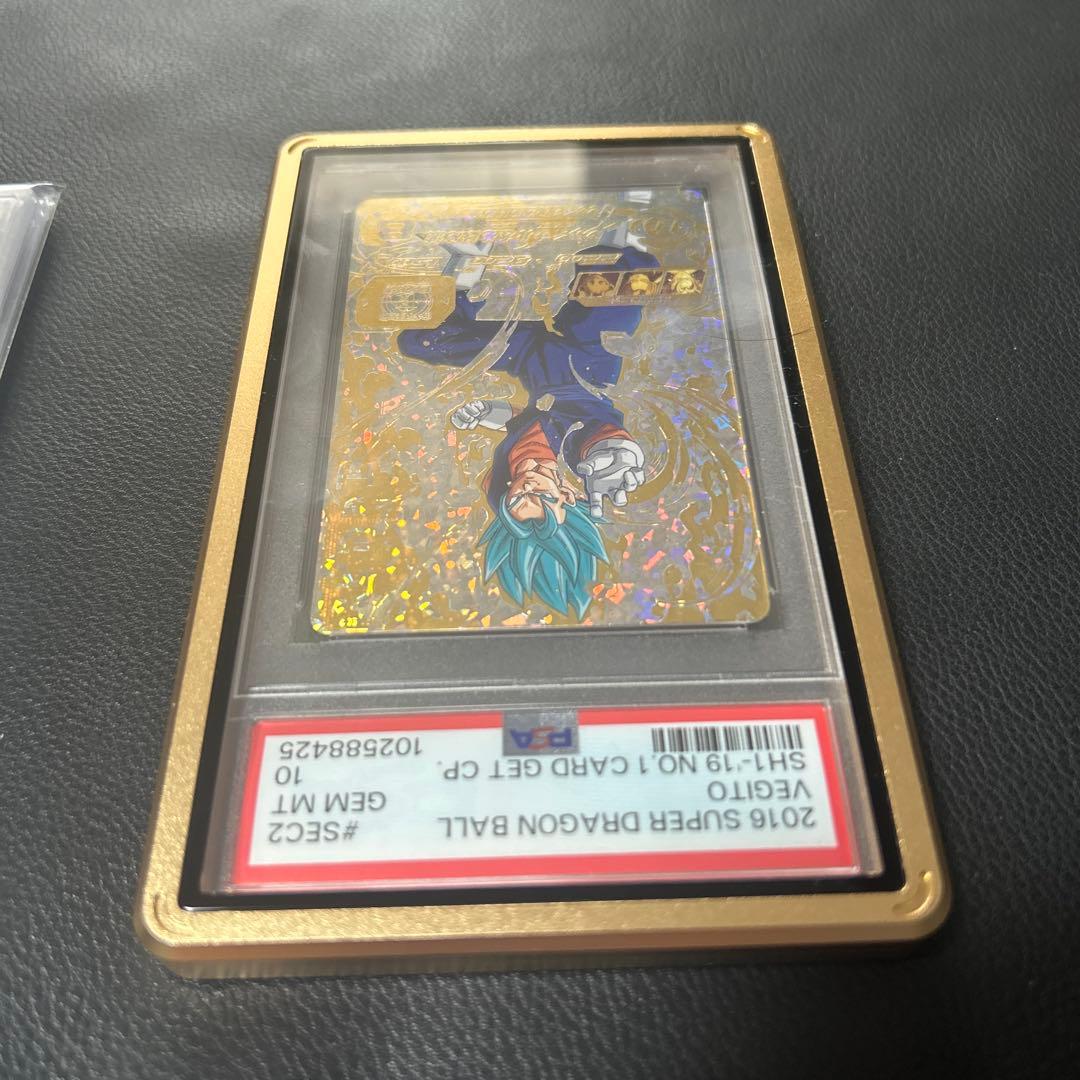 2016 SUPER DRAGON BALL #SEC2
VEGITO GEM MT
SH1-'19 NO.1 CARD GET CP. 10
PSA 102588425